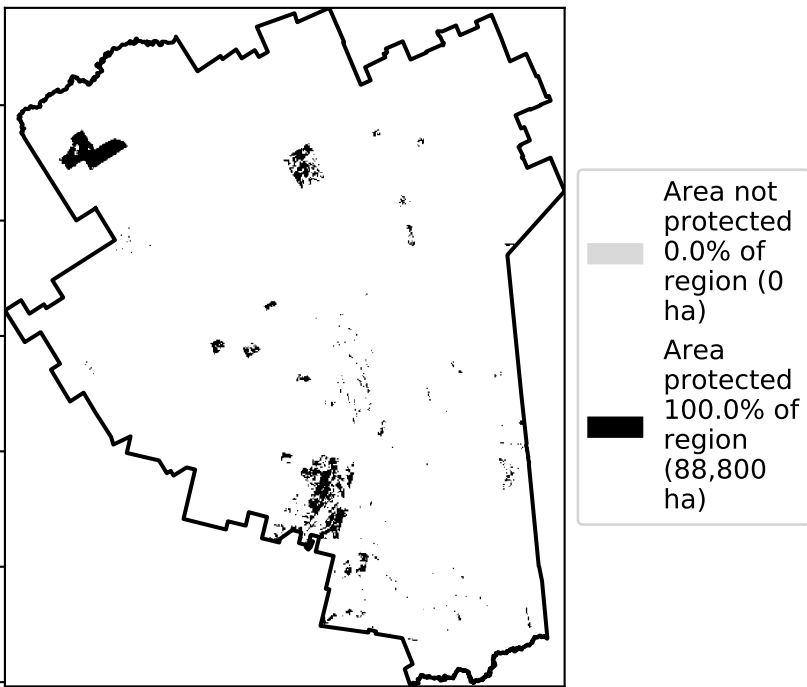 Area not
protected
0.0% of
region (0
ha)
Area
protected
100.0% of
region
(88,800
ha)